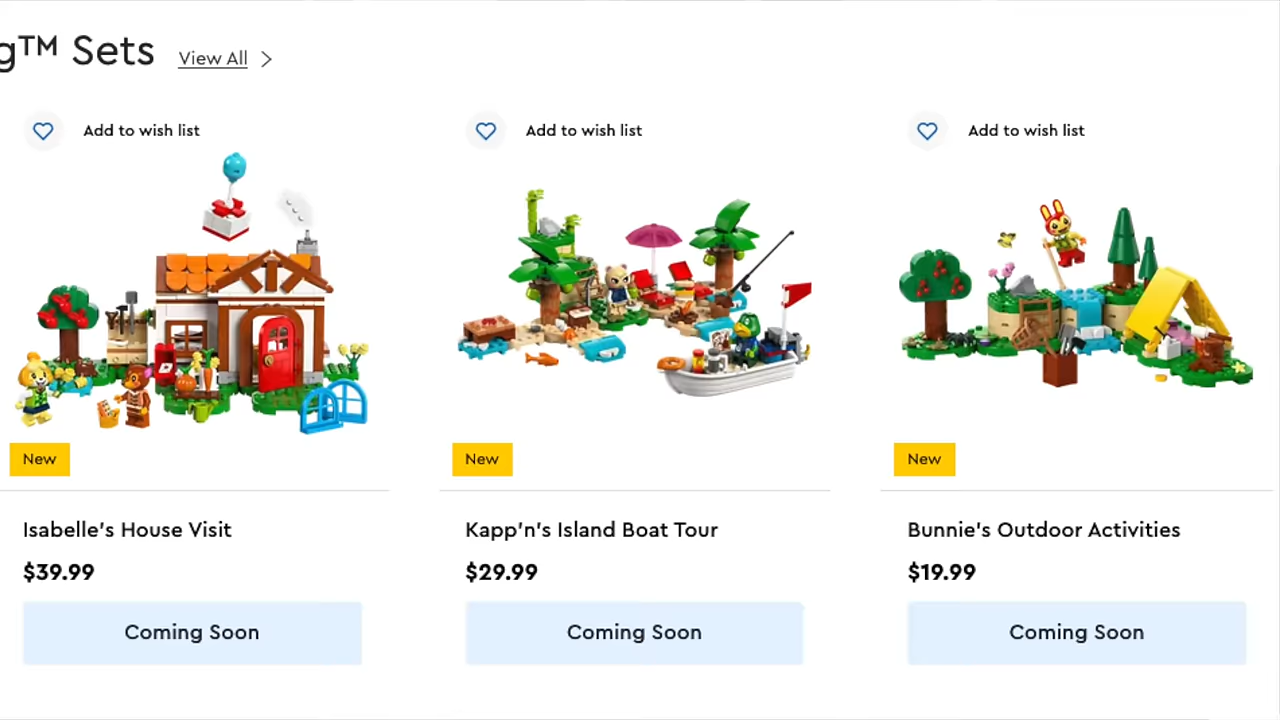 g™ Sets View All
Add to wish list
Add to wish list
Add to wish list
New
New
New
Isabelle's House Visit
Kapp'n's Island Boat Tour
Bunnie's Outdoor Activities
$39.99
$29.99
$19.99
Coming Soon
Coming Soon
Coming Soon